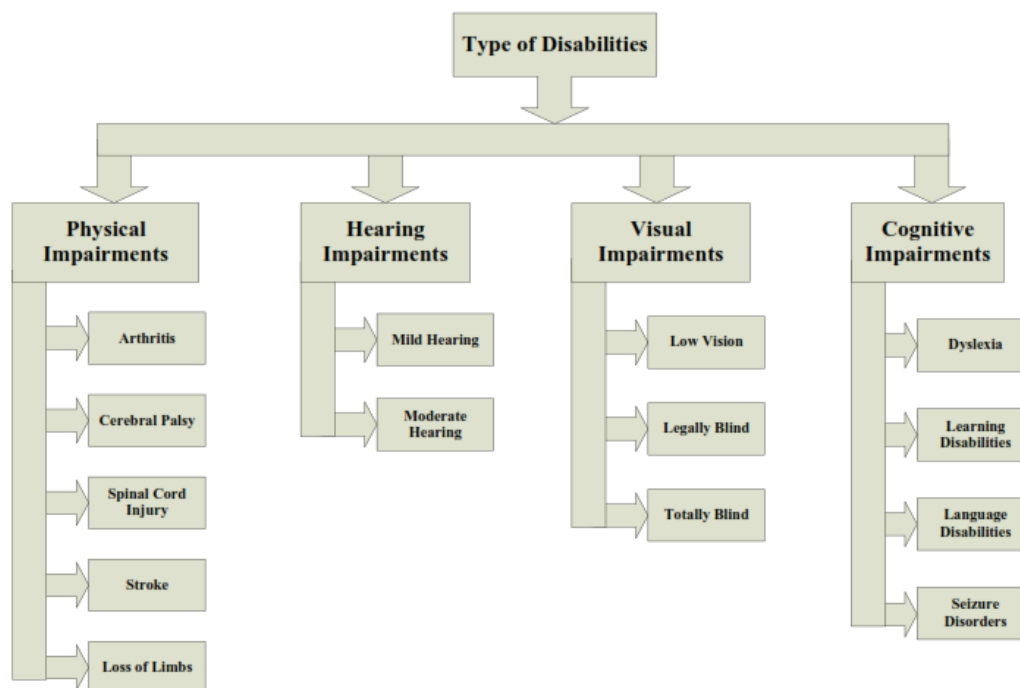 Type of Disabilities
Physical
Impairments
Arthritis
Cerebral Palsy
Spinal Cord
Injury
Stroke
Loss of Limbs
Hearing
Impairments
Mild Hearing
Moderate
Hearing
Visual
Impairments
Low Vision
Legally Blind
Totally Blind
Cognitive
Impairments
Dyslexia
Learning
Disabilities
Language
Disabilities
Seizure
Disorders